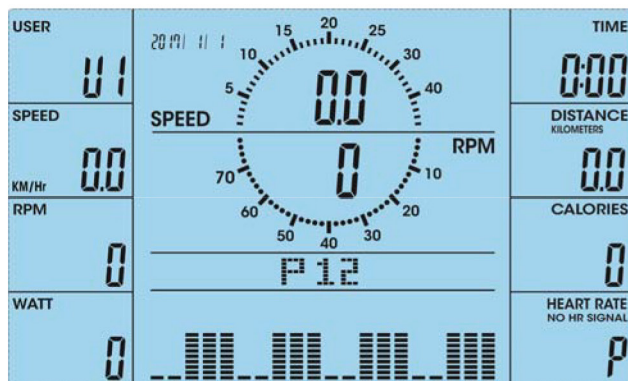 USER
U1
SPEED
KM/Hr 0.0
RPM
0
WATT
0
2017/ 1/ 1
5 10 15 20 25 30 40
SPEED 0.0
RPM 0
10 20 30 40 50 60 70
P12
TIME
0:00
DISTANCE
KILOMETERS
0.0
CALORIES
0
HEART RATE
NO HR SIGNAL
P